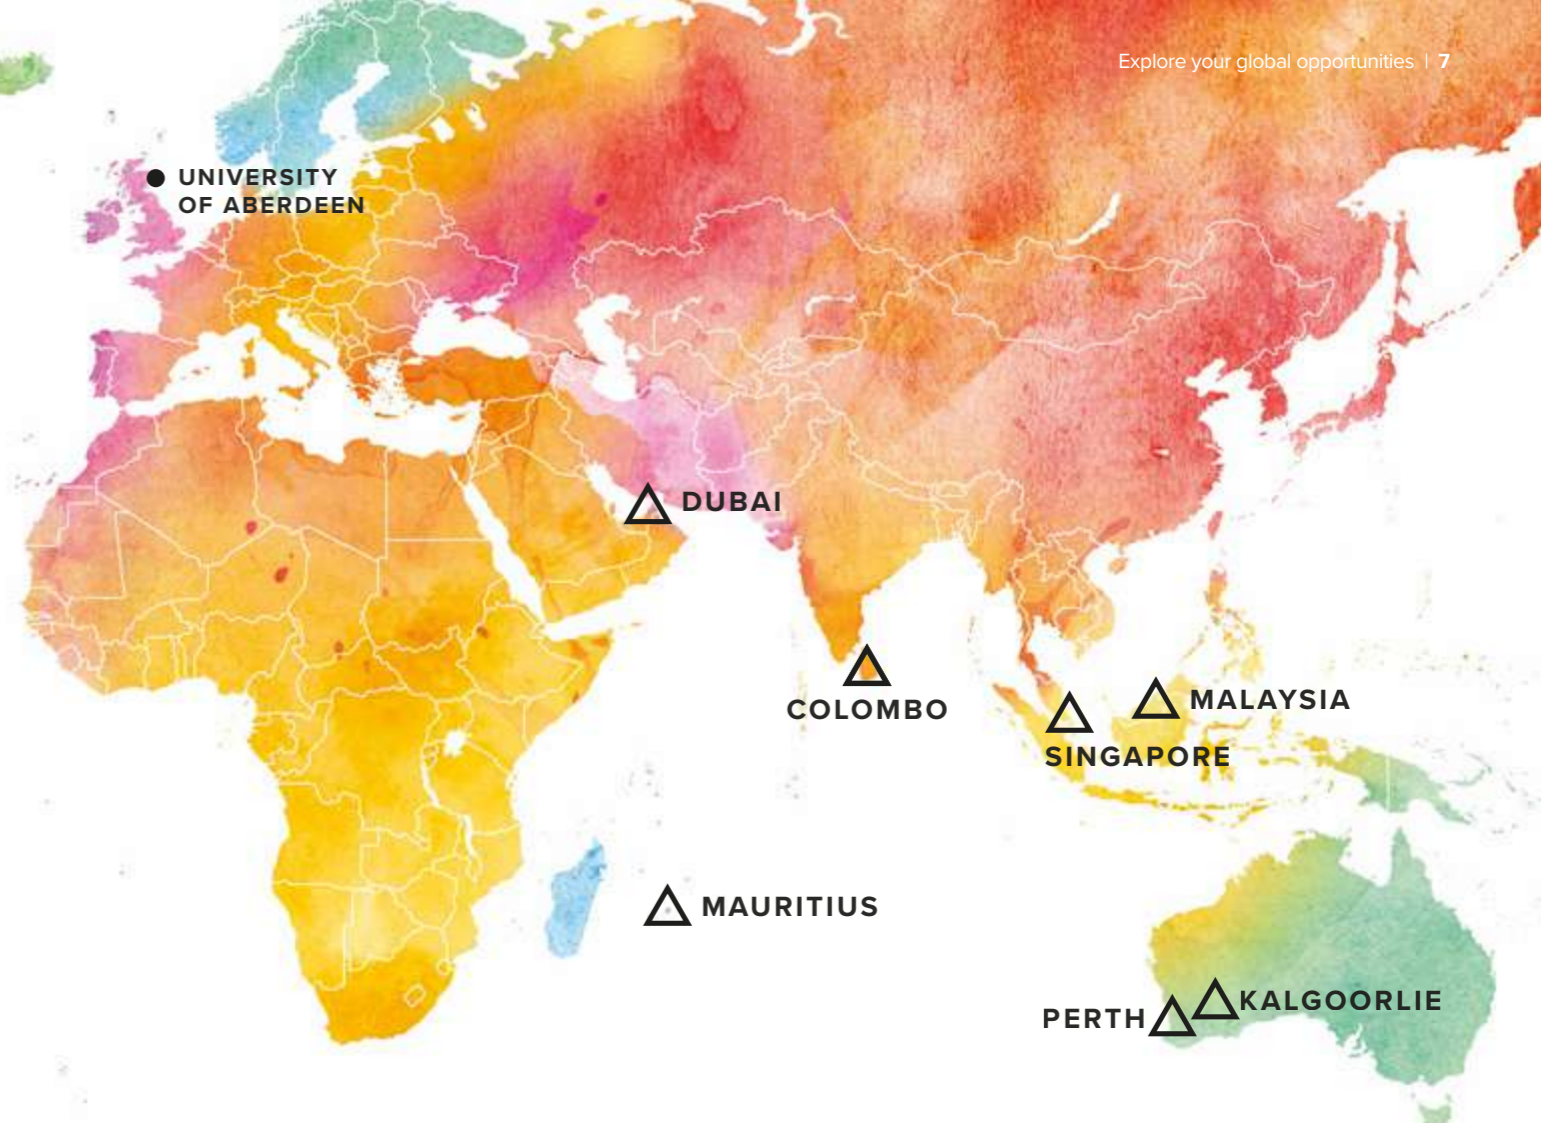 Explore your global opportunities | 7
UNIVERSITY
OF ABERDEEN
DUBAI
COLOMBO
MALAYSIA
SINGAPORE
MAURITIUS
KALGOORLIE
PERTH